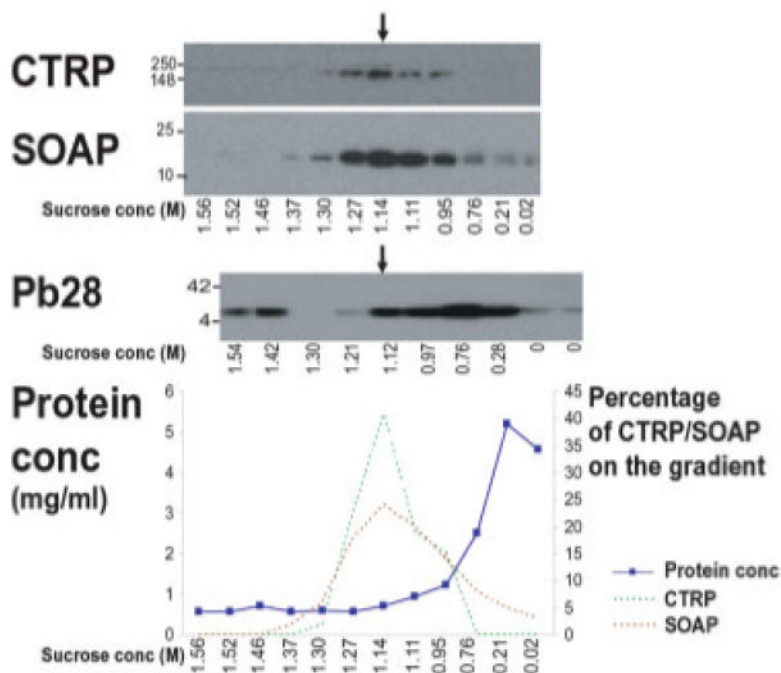 CTRP
250
148
SOAP
25
10
Sucrose conc (M)
1.56 1.52 1.46 1.37 1.30 1.27 1.14 1.11 0.95 0.76 0.21 0.02
Pb28
42
4
Sucrose conc (M)
1.54 1.42 1.30 1.21 1.12 0.97 0.76 0.28 0 0
Protein
conc
(mg/ml)
6
5
4
3
2
1
0
45
40
35
30
25
20
15
10
5
0
Percentage
of CTRP/SOAP
on the gradient
Protein conc
CTRP
SOAP
Sucrose conc (M)
1.56 1.52 1.46 1.37 1.30 1.27 1.14 1.11 0.95 0.76 0.21 0.02